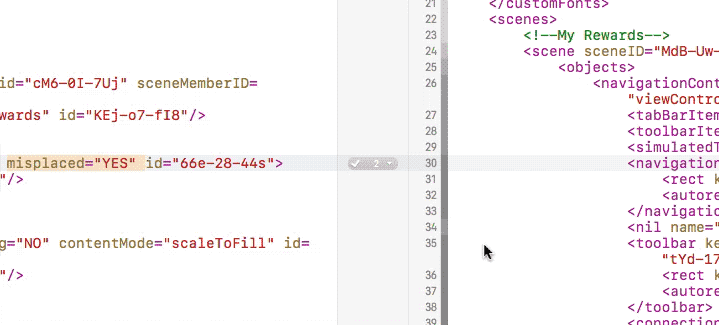 id="cM6-0I-7Uj" sceneMemberID=
wards" id="KEj-o7-fI8"/>
misplaced="YES" id="66e-28-44s">
"/>
g="NO" contentMode="scaleToFill" id=
"/>
2
21 </customFonts>
22 <scenes>
23 <!--My Rewards-->
24 <scene sceneID="MdB-Uw-
25 <objects>
26 <navigationCont
"viewContro
27 <tabBarItem
28 <toolbarIte
29 <simulatedT
30 <navigation
31 <rect k
32 <autore
33 </navigatio
34 <nil name="
35 <toolbar ke
"tYd-17
36 <rect k
37 <autore
38 </toolbar>
39 <connection